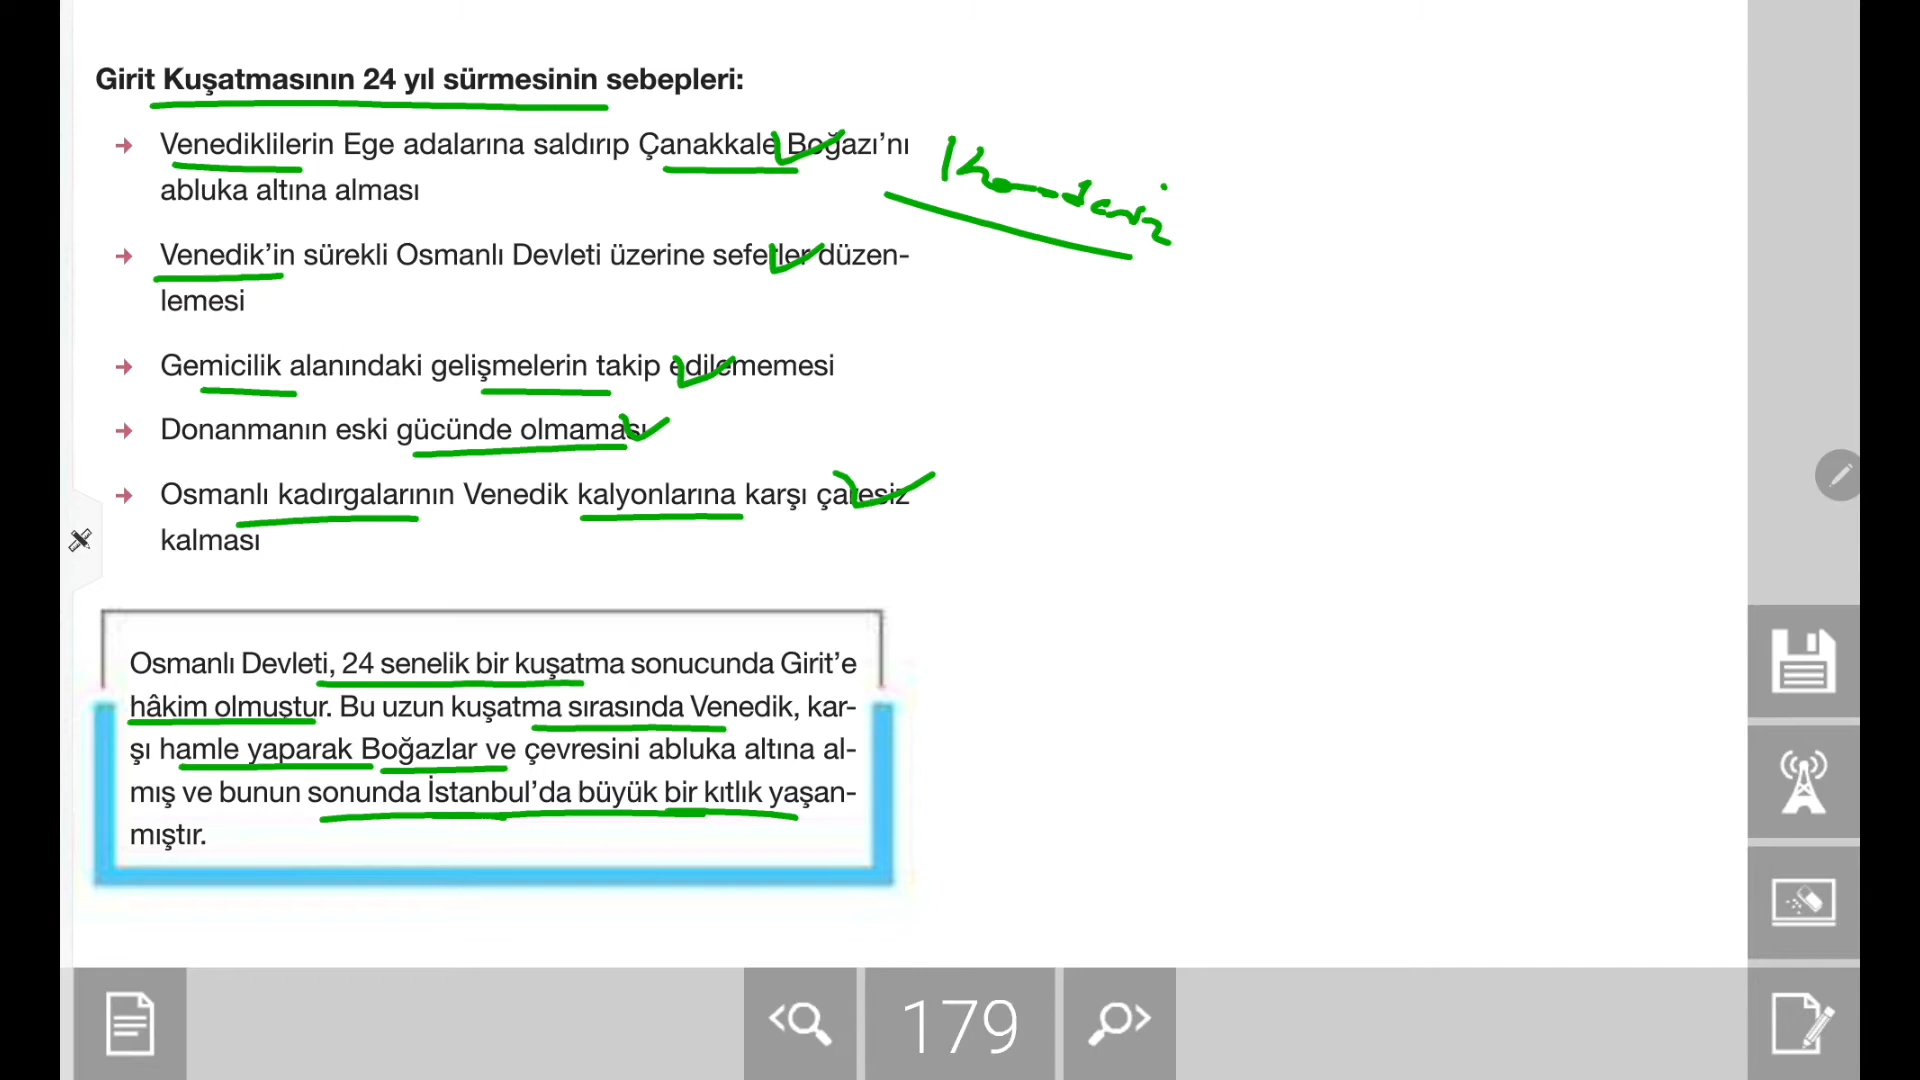 Girit Kuşatmasının 24 yıl sürmesinin sebepleri:
→ Venediklilerin Ege adalarına saldırıp Çanakkale Boğazı’nı
abluka altına alması
→ Venedik’in sürekli Osmanlı Devleti üzerine seferler düzen-
lemesi
→ Gemicilik alanındaki gelişmelerin takip edilememesi
→ Donanmanın eski gücünde olmaması
→ Osmanlı kadırgalarının Venedik kalyonlarına karşı çaresiz
kalması
Osmanlı Devleti, 24 senelik bir kuşatma sonucunda Girit’e
hâkim olmuştur. Bu uzun kuşatma sırasında Venedik, kar-
şı hamle yaparak Boğazlar ve çevresini abluka altına al-
mış ve bunun sonunda İstanbul’da büyük bir kıtlık yaşan-
mıştır.
179